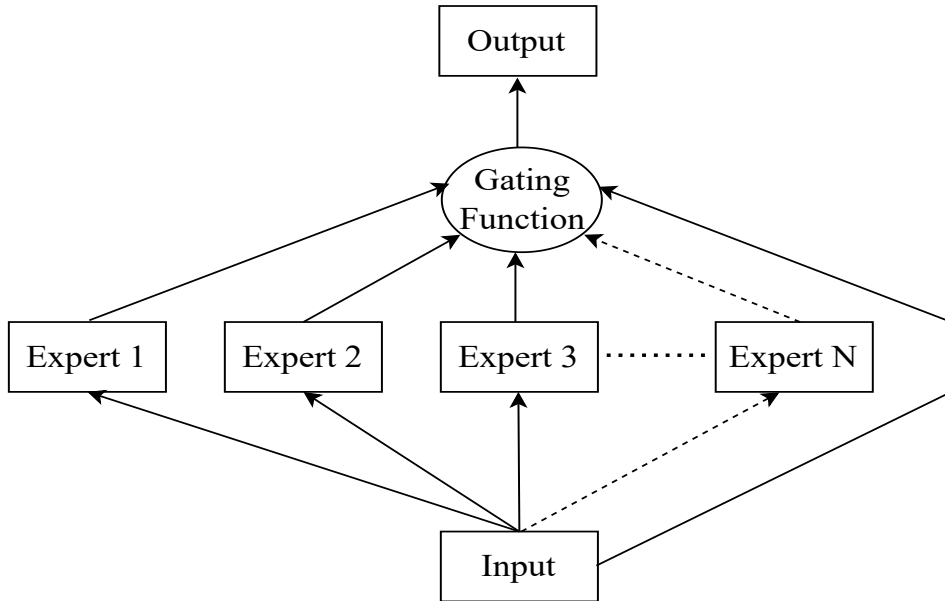 Output
Gating
Function
Expert 1
Expert 2
Expert 3
Expert N
Input